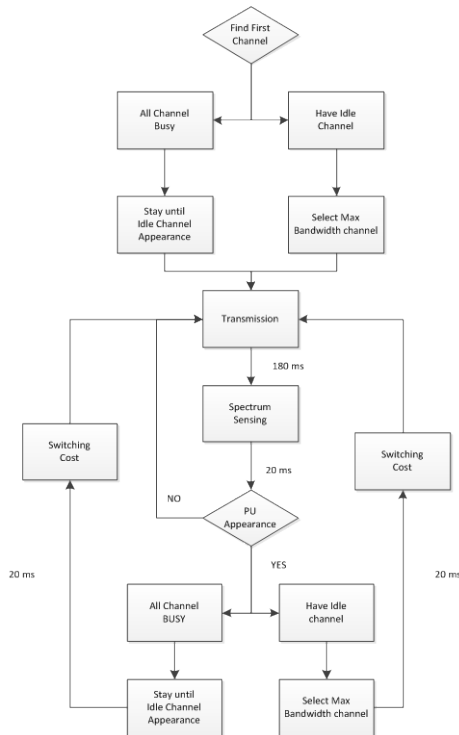 Find First
Channel
All Channel
Busy
Have Idle
Channel
Stay until
Idle Channel
Appearance
Select Max
Bandwidth channel
Transmission
180 ms
Spectrum
Sensing
Switching
Cost
Switching
Cost
20 ms
NO
PU
Appearance
YES
20 ms
20 ms
All Channel
BUSY
Have Idle
channel
Stay until
Idle Channel
Appearance
Select Max
Bandwidth channel